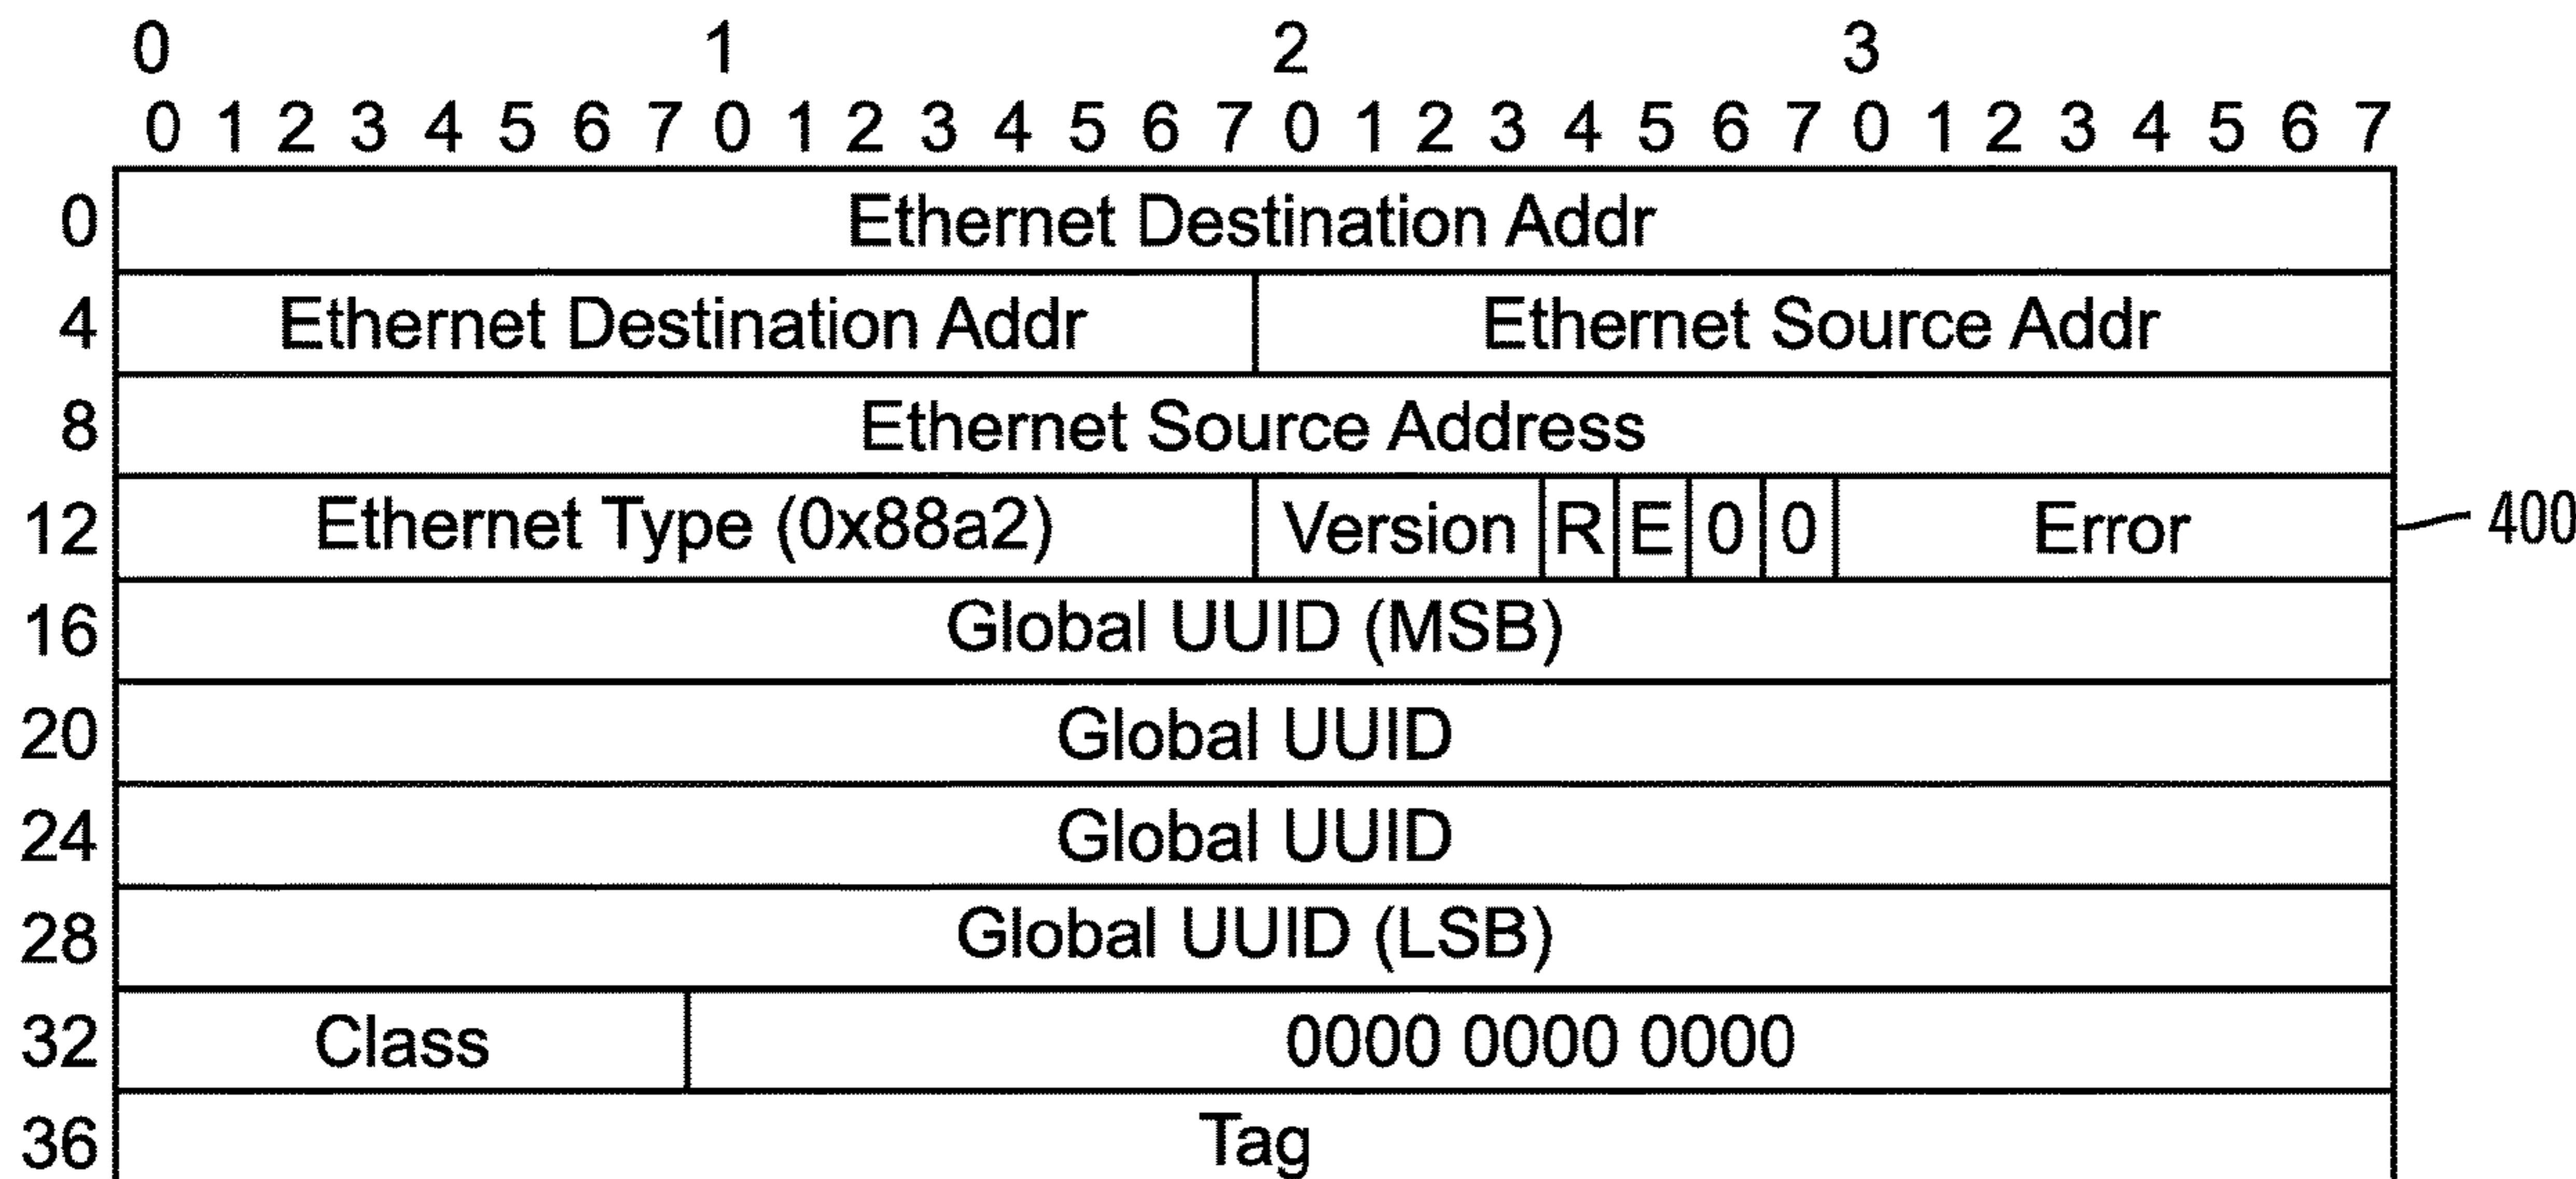 0 1 2 3
0 1 2 3 4 5 6 7 0 1 2 3 4 5 6 7 0 1 2 3 4 5 6 7 0 1 2 3 4 5 6 7
0 Ethernet Destination Addr
4 Ethernet Destination Addr Ethernet Source Addr
8 Ethernet Source Address
12 Ethernet Type (0x88a2) Version R E 0 0 Error 400
16 Global UUID (MSB)
20 Global UUID
24 Global UUID
28 Global UUID (LSB)
32 Class 0000 0000 0000
36 Tag